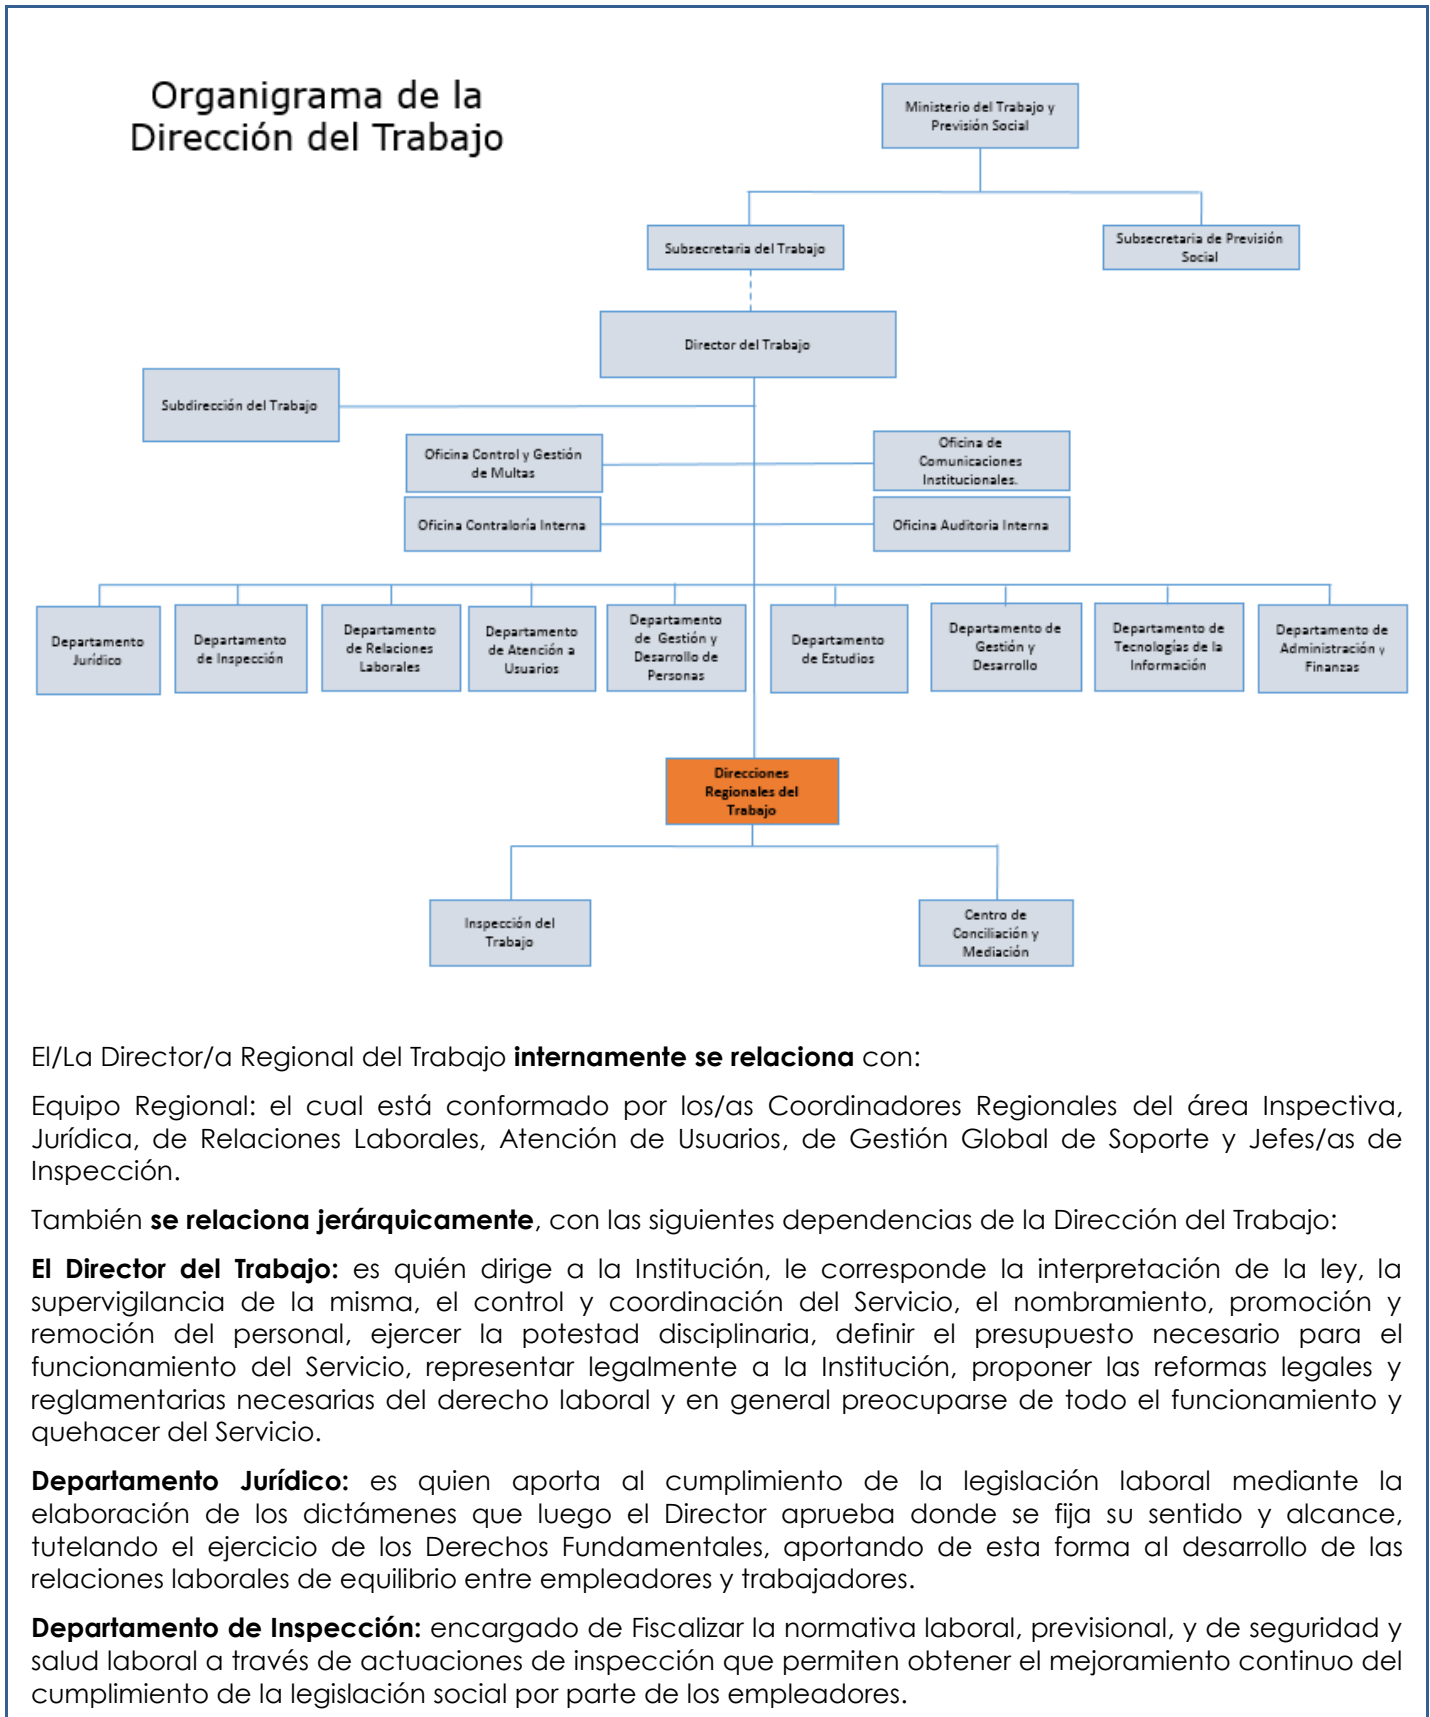 Organigrama de la
Dirección del Trabajo
Ministerio del Trabajo y
Previsión Social
Subsecretaria del Trabajo
Subsecretaria de Previsión
Social
Director del Trabajo
Subdirección del Trabajo
Oficina Control y Gestión
de Multas
Oficina de
Comunicaciones
Institucionales.
Oficina Contraloría Interna
Oficina Auditoria Interna
Departamento
Jurídico
Departamento
de Inspección
Departamento
de Relaciones
Laborales
Departamento
de Atención a
Usuarios
Departamento
de Gestión y
Desarrollo de
Personas
Departamento
de Estudios
Departamento de
Gestión y
Desarrollo
Departamento de
Tecnologías de la
Información
Departamento de
Administración y
Finanzas
Direcciones
Regionales del
Trabajo
Inspección del
Trabajo
Centro de
Conciliación y
Mediación
El/La Director/a Regional del Trabajo internamente se relaciona con:
Equipo Regional: el cual está conformado por los/as Coordinadores Regionales del área Inspectiva,
Jurídica, de Relaciones Laborales, Atención de Usuarios, de Gestión Global de Soporte y Jefes/as de
Inspección.
También se relaciona jerárquicamente, con las siguientes dependencias de la Dirección del Trabajo:
El Director del Trabajo: es quién dirige a la Institución, le corresponde la interpretación de la ley, la
supervigilancia de la misma, el control y coordinación del Servicio, el nombramiento, promoción y
remoción del personal, ejercer la potestad disciplinaria, definir el presupuesto necesario para el
funcionamiento del Servicio, representar legalmente a la Institución, proponer las reformas legales y
reglamentarias necesarias del derecho laboral y en general preocuparse de todo el funcionamiento y
quehacer del Servicio.
Departamento Jurídico: es quien aporta al cumplimiento de la legislación laboral mediante la
elaboración de los dictámenes que luego el Director aprueba donde se fija su sentido y alcance,
tutelando el ejercicio de los Derechos Fundamentales, aportando de esta forma al desarrollo de las
relaciones laborales de equilibrio entre empleadores y trabajadores.
Departamento de Inspección: encargado de Fiscalizar la normativa laboral, previsional, y de seguridad y
salud laboral a través de actuaciones de inspección que permiten obtener el mejoramiento continuo del
cumplimiento de la legislación social por parte de los empleadores.